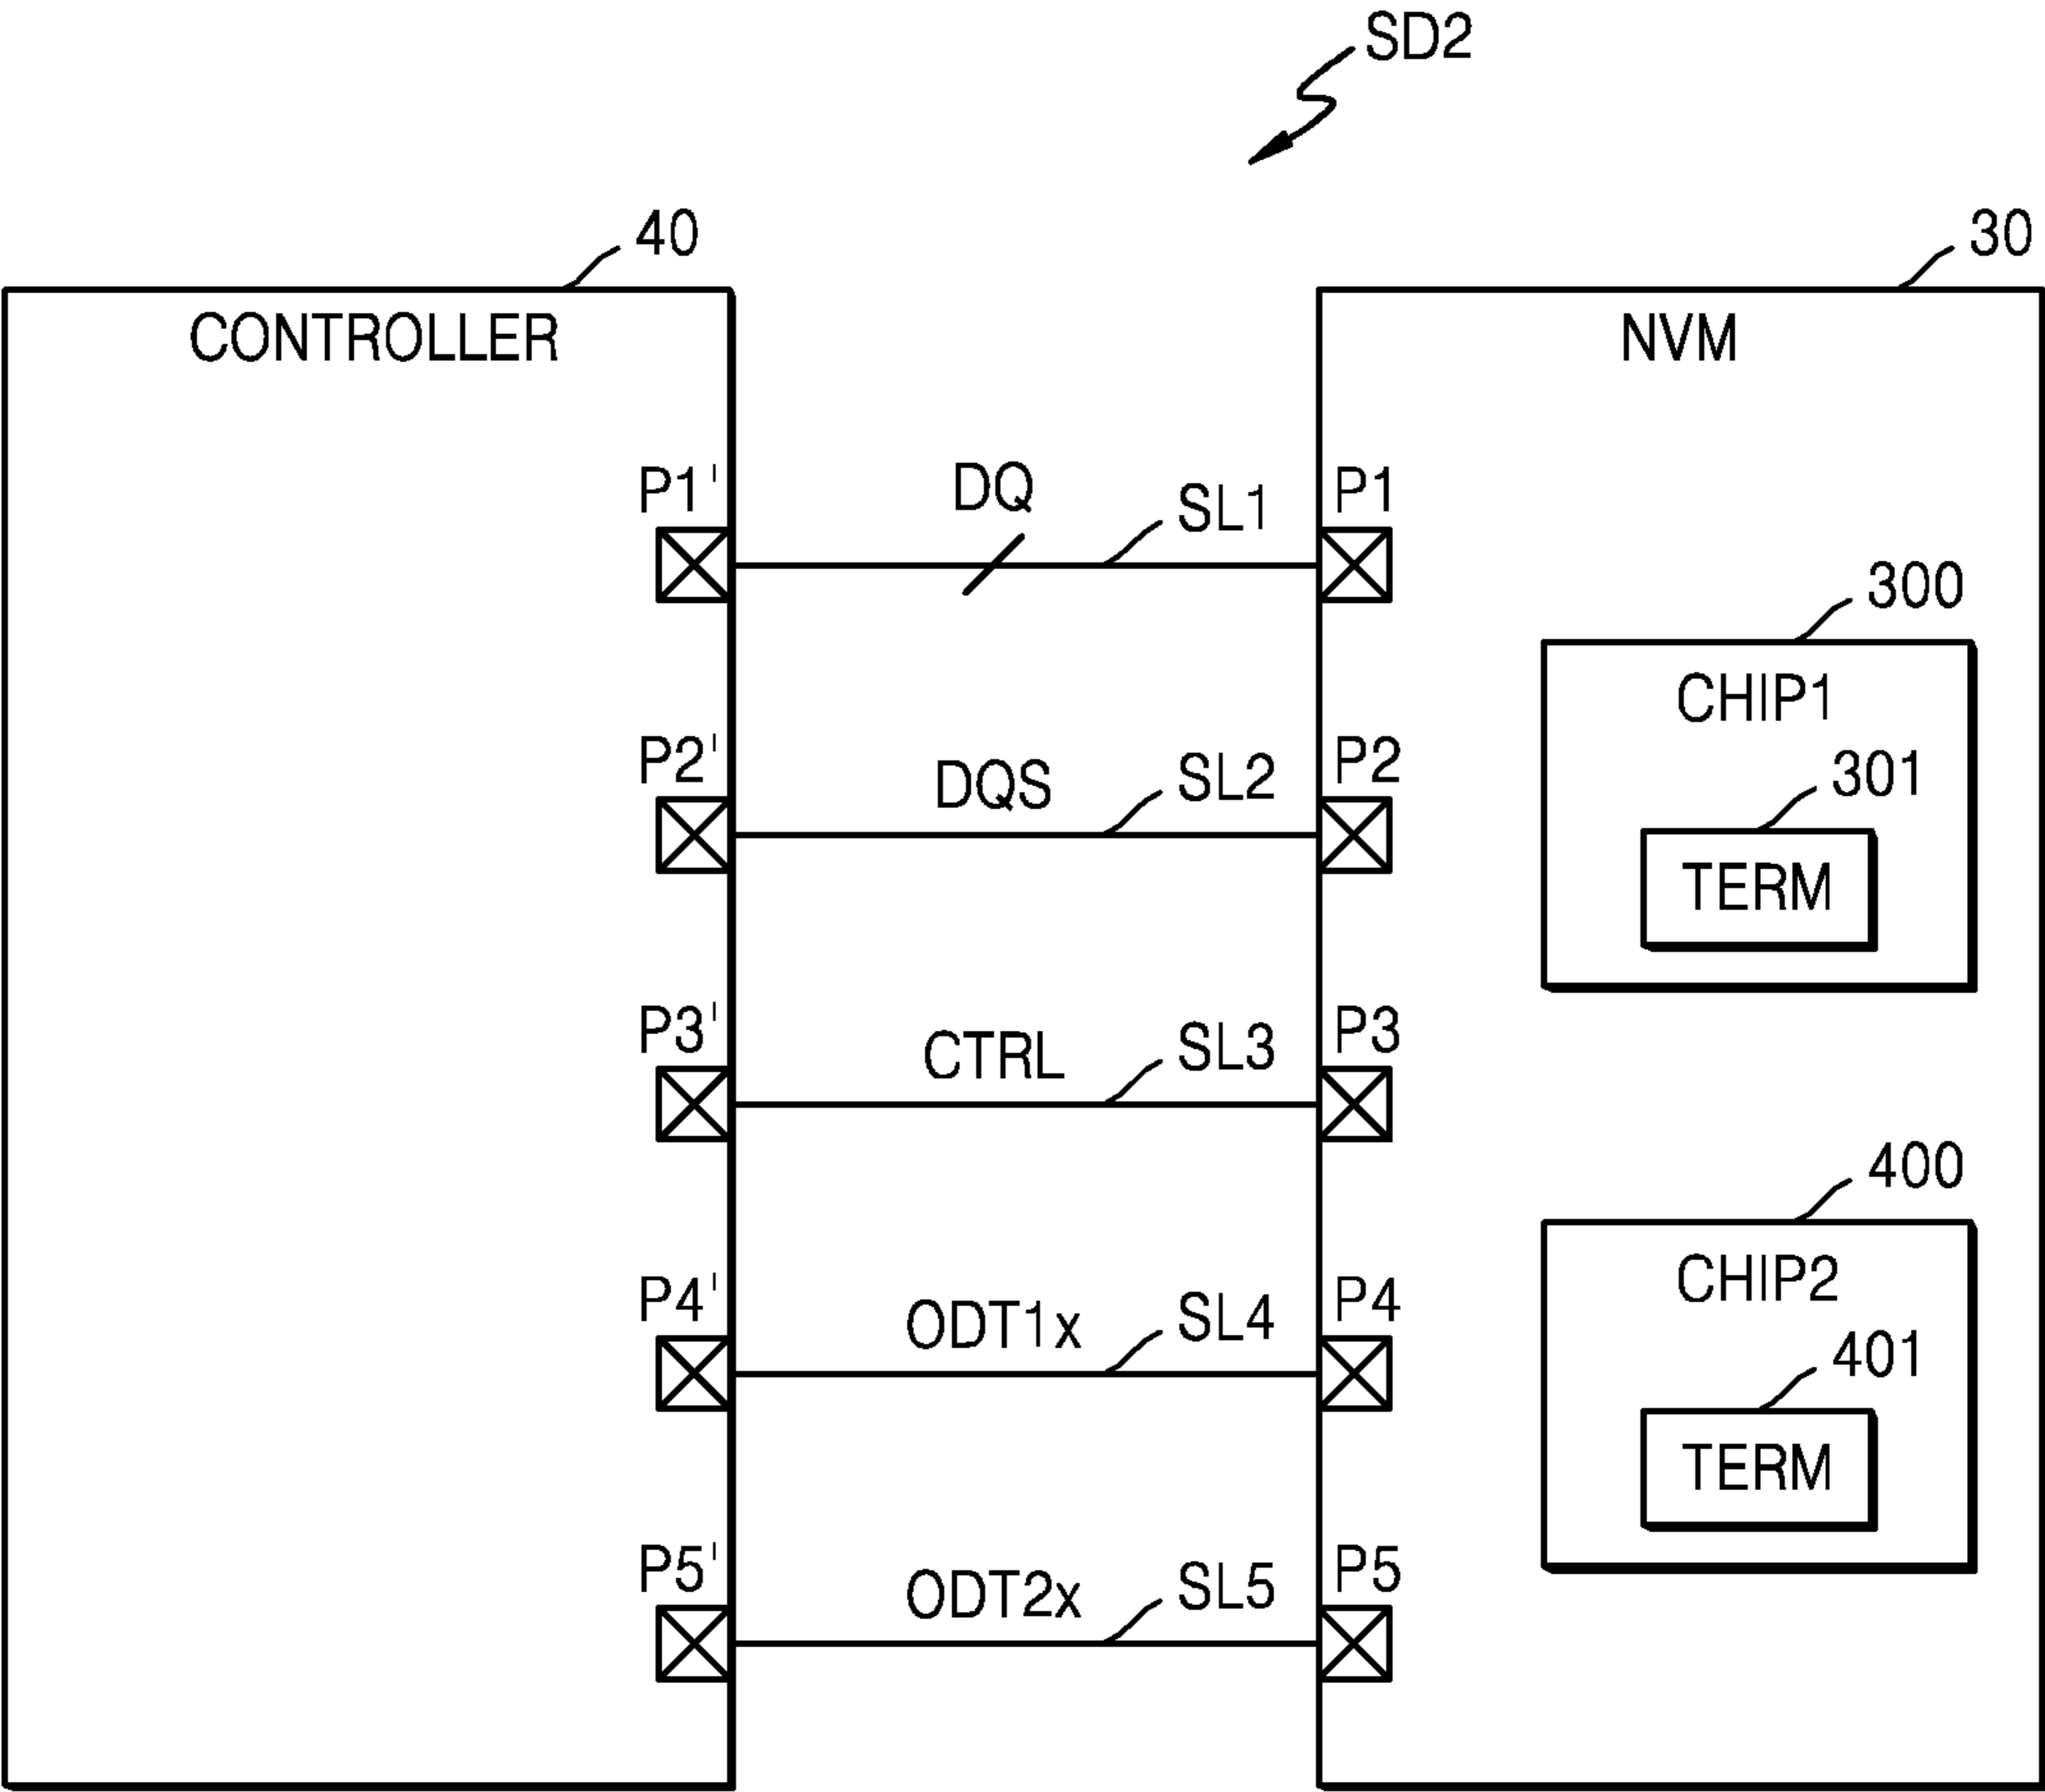 SD2
40
30
CONTROLLER
NVM
P1'
DQ
SL1
P1
300
CHIP1
P2'
DQS
SL2
P2
301
TERM
P3'
CTRL
SL3
P3
400
P4'
ODT1x
SL4
P4
CHIP2
401
TERM
P5'
ODT2x
SL5
P5